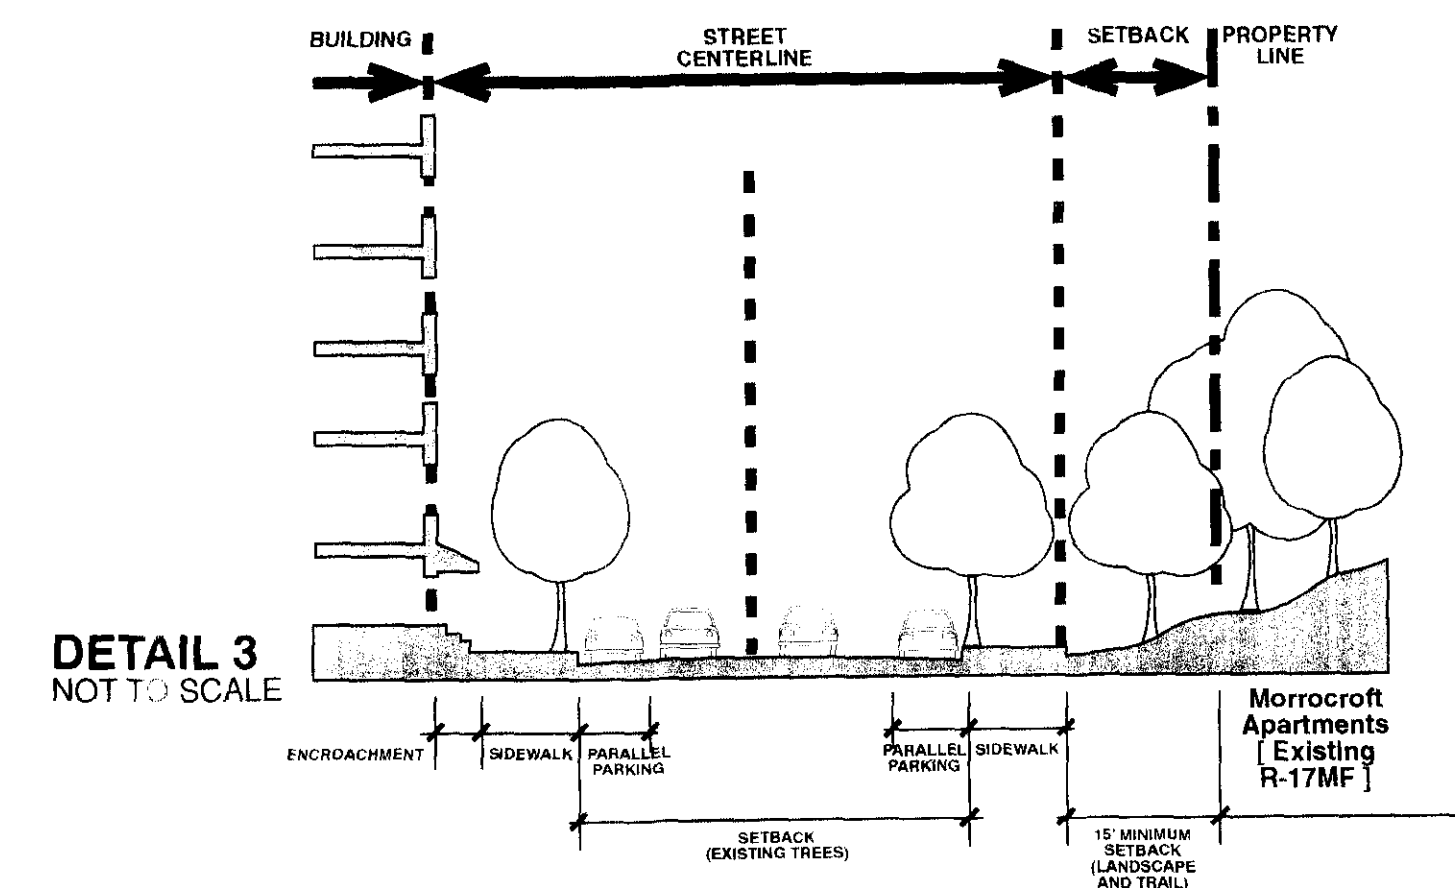 BUILDING
STREET
CENTERLINE
SETBACK
PROPERTY
LINE
DETAIL 3
NOT TO SCALE
ENCROACHMENT
SIDEWALK
PARALLEL
PARKING
PARALLEL
PARKING
SIDEWALK
Morrocroft
Apartments
[ Existing
R-17MF ]
SETBACK
(EXISTING TREES)
15' MINIMUM
SETBACK
(LANDSCAPE
AND TRAIL)